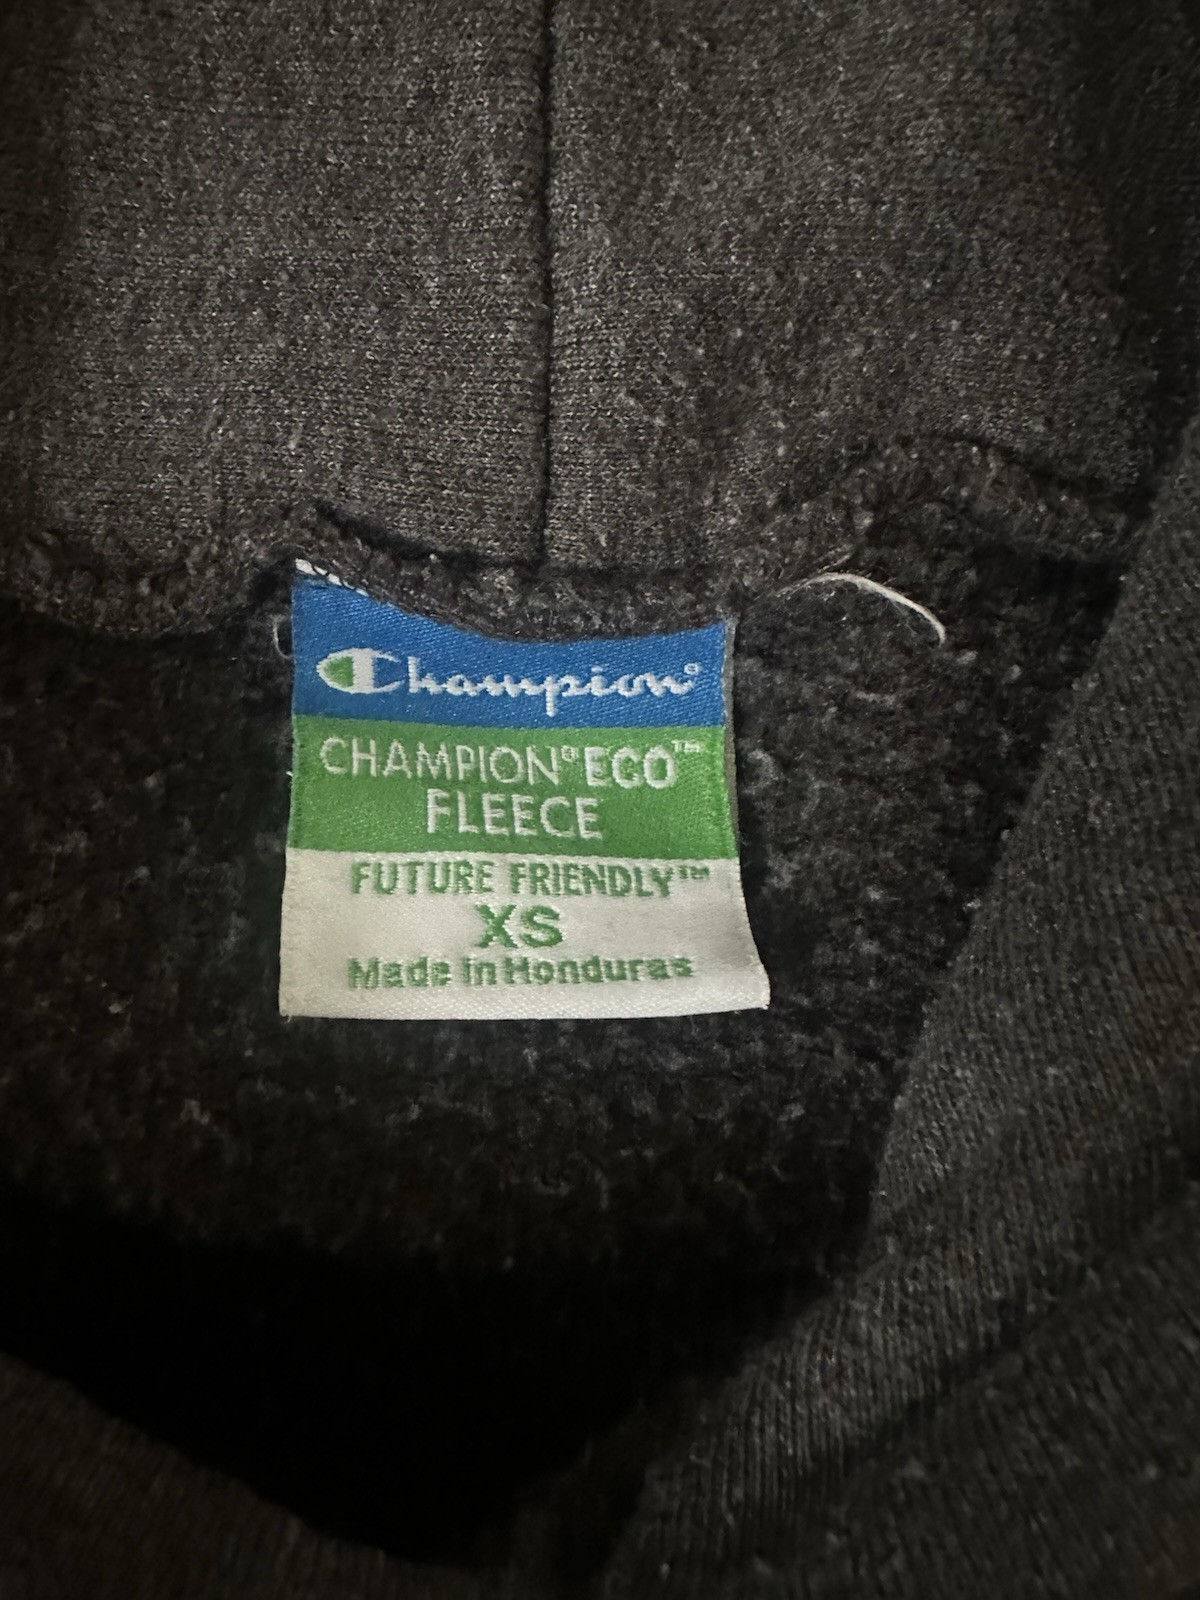 Champion®
CHAMPION® ECO™
FLEECE
FUTURE FRIENDLY™
XS
Made in Honduras